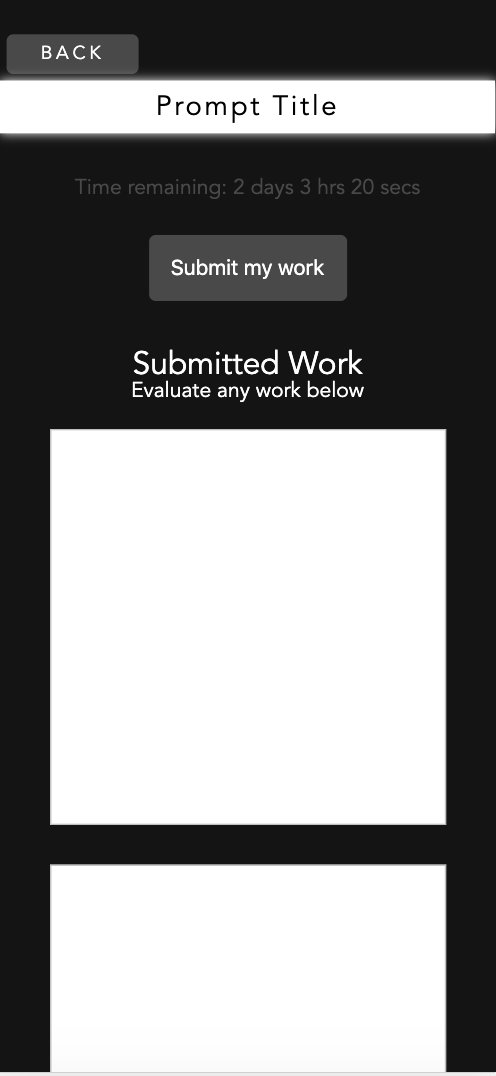 BACK
Prompt Title
Time remaining: 2 days 3 hrs 20 secs
Submit my work
Submitted Work
Evaluate any work below